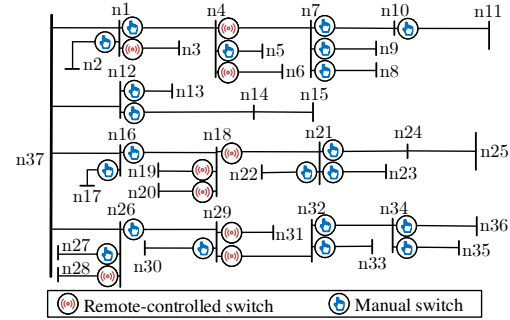 n1 n4 n7 n10 n11
n2 n3 n5 n9
n6 n8
n12
n13 n14 n15
n16 n18 n21 n24
n37 n19 n22 n23 n25
n17 n20
n26 n29 n32 n34
n27 n31 n36
n28 n30 n33 n35
Remote-controlled switch Manual switch